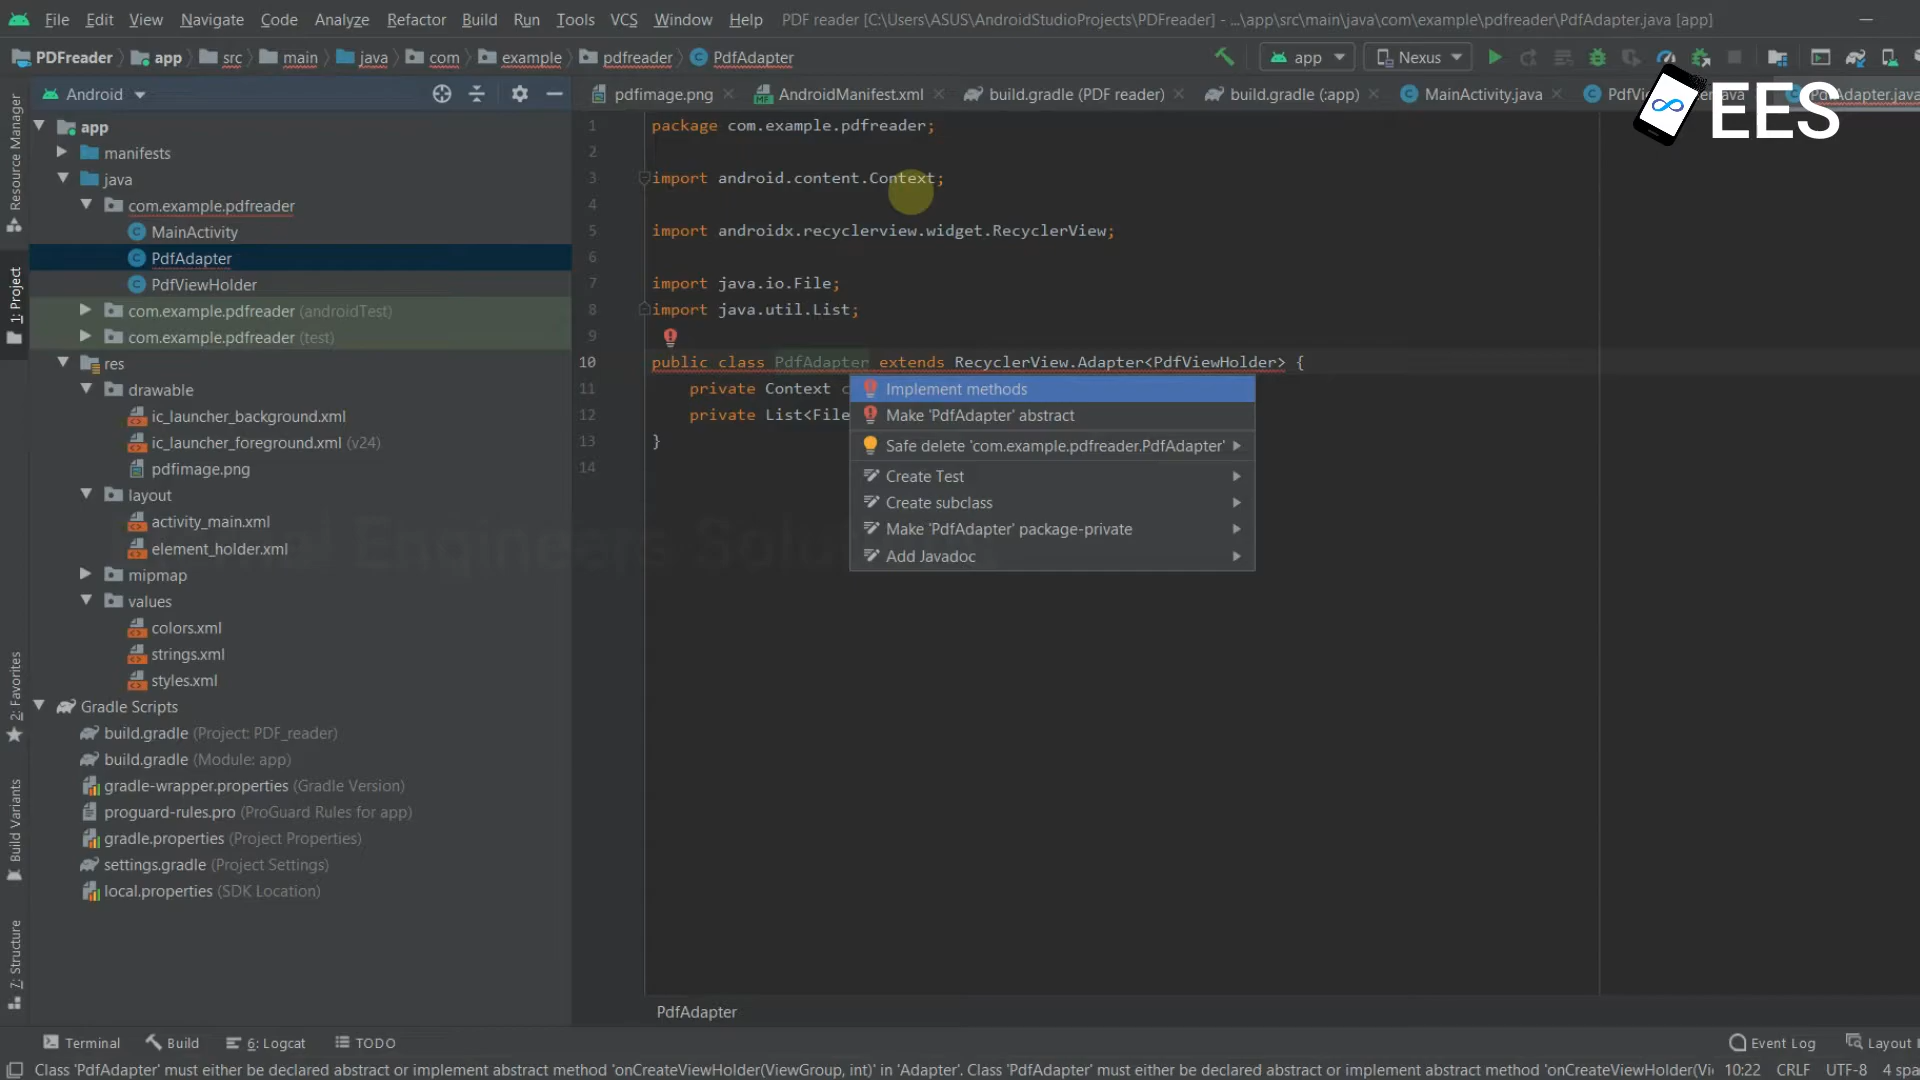 File Edit View Navigate Code Analyze Refactor Build Run Tools VCS Window Help PDF reader [C:\Users\ASUS\AndroidStudioProjects\PDFreader] - ...\app\src\main\java\com\example\pdfreader\PdfAdapter.java [app]
PDFreader app src main java com example pdfreader PdfAdapter app Nexus
Android pdfimage.png AndroidManifest.xml build.gradle (PDF reader) build.gradle (:app) MainActivity.java
EES
Resource Manager
1: Project
2: Favorites
Build Variants
7: Structure
app
manifests
java
com.example.pdfreader
MainActivity
PdfAdapter
PdfViewHolder
com.example.pdfreader (androidTest)
com.example.pdfreader (test)
res
drawable
ic_launcher_background.xml
ic_launcher_foreground.xml (v24)
pdfimage.png
layout
activity_main.xml
element_holder.xml
mipmap
values
colors.xml
strings.xml
styles.xml
Gradle Scripts
build.gradle (Project: PDF_reader)
build.gradle (Module: app)
gradle-wrapper.properties (Gradle Version)
proguard-rules.pro (ProGuard Rules for app)
gradle.properties (Project Properties)
settings.gradle (Project Settings)
local.properties (SDK Location)
1 package com.example.pdfreader;
2
3 import android.content.Context;
4
5 import androidx.recyclerview.widget.RecyclerView;
6
7 import java.io.File;
8 import java.util.List;
9
10 public class PdfAdapter extends RecyclerView.Adapter<PdfViewHolder> {
11 private Context c
12 private List<File
13 }
14
Implement methods
Make 'PdfAdapter' abstract
Safe delete 'com.example.pdfreader.PdfAdapter'
Create Test
Create subclass
Make 'PdfAdapter' package-private
Add Javadoc
Engineers
PdfAdapter
Terminal Build 6: Logcat TODO Event Log Layout
Class 'PdfAdapter' must either be declared abstract or implement abstract method 'onCreateViewHolder(ViewGroup, int)' in 'Adapter'. Class 'PdfAdapter' must either be declared abstract or implement abstract method 'onCreateViewHolder(Vi 10:22 CRLF UTF-8 4 spa